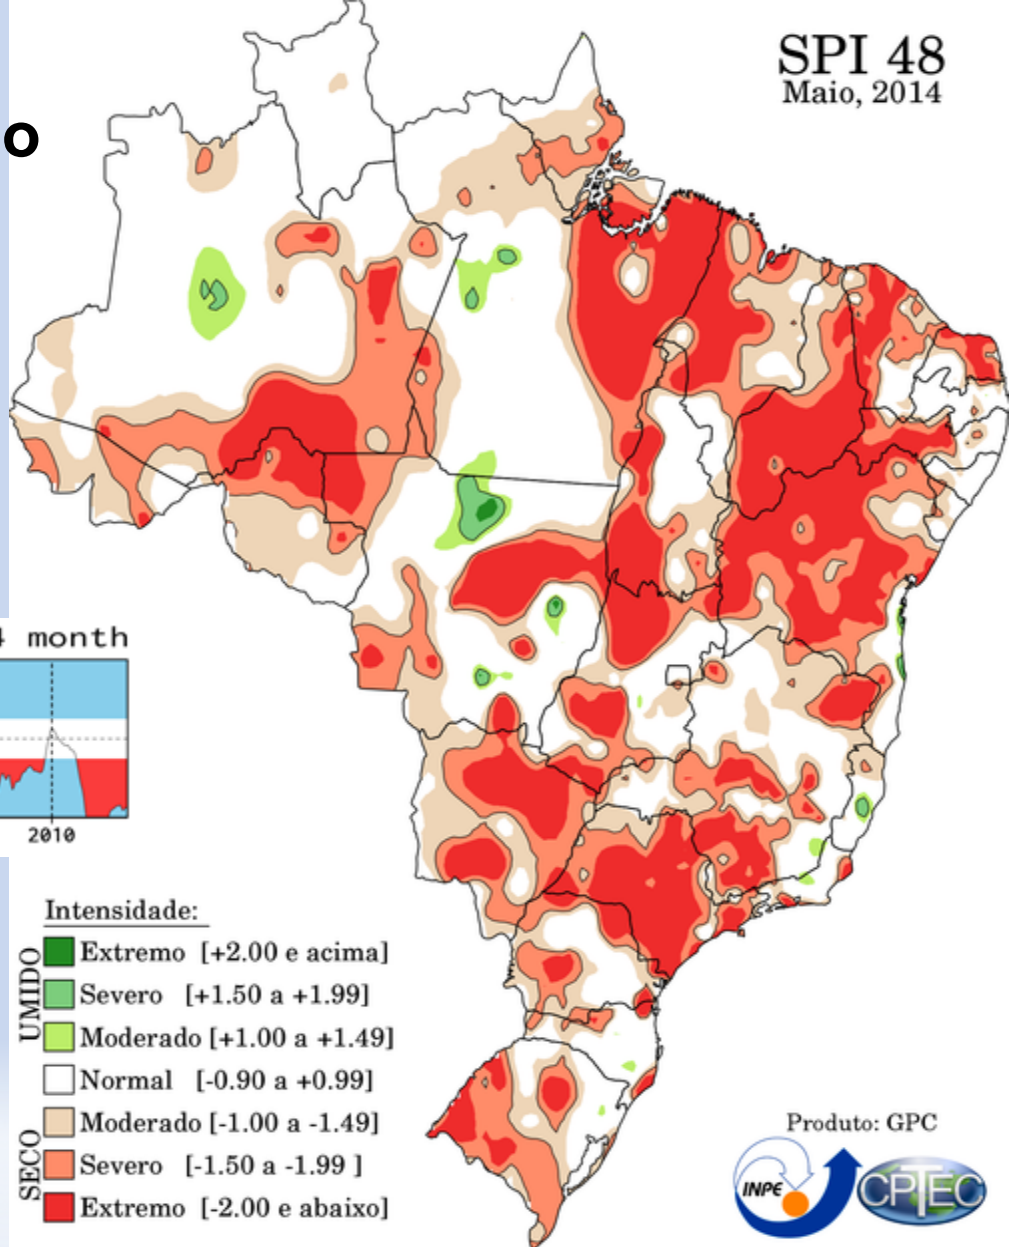 SPI 48
Maio, 2014
o
4 month
2010
Intensidade:
UMIDO
Extremo [+2.00 e acima]
Severo [+1.50 a +1.99]
Moderado [+1.00 a +1.49]
Normal [-0.90 a +0.99]
SECO
Moderado [-1.00 a -1.49]
Severo [-1.50 a -1.99 ]
Extremo [-2.00 e abaixo]
Produto: GPC
INPE
CPTEC